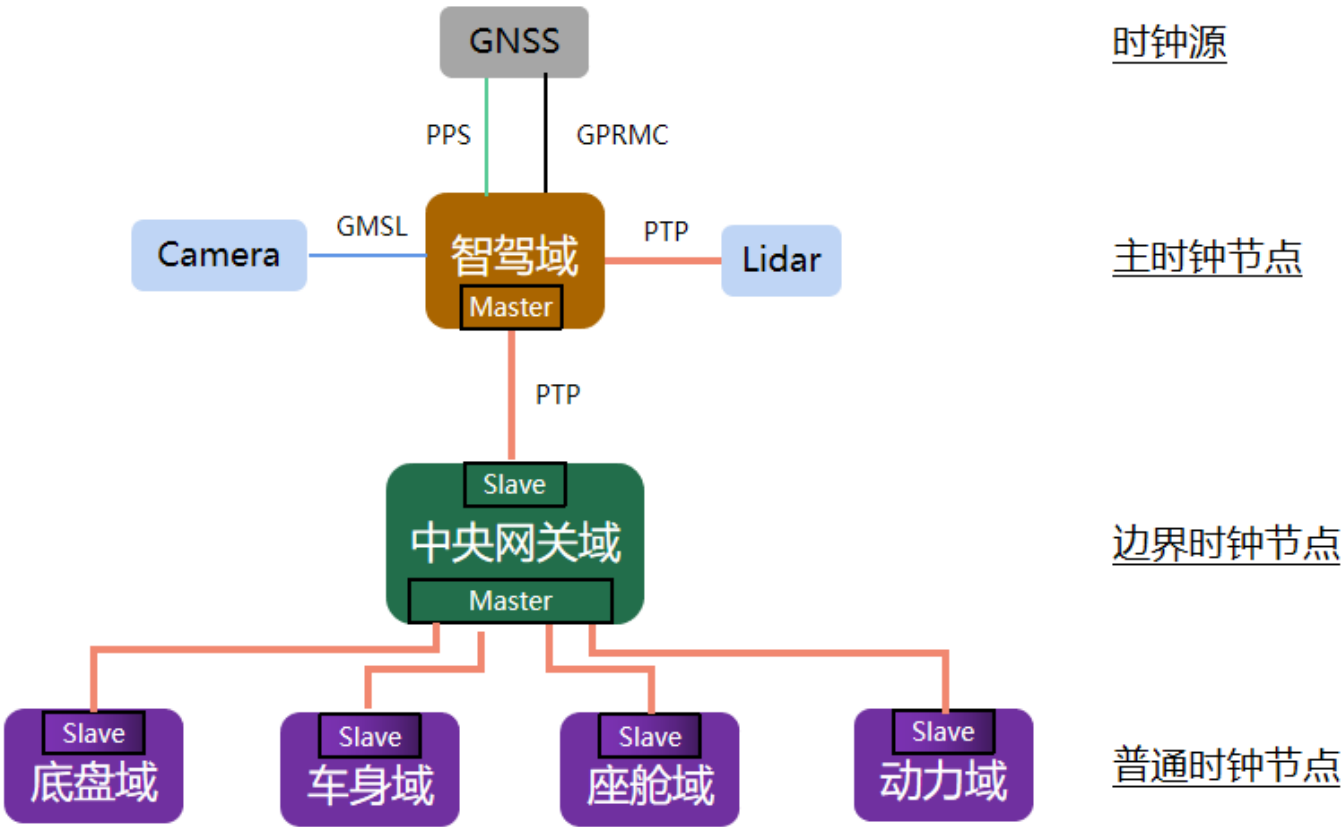 GNSS
时钟源
PPS
GPRMC
GMSL
PTP
Camera
智驾域
Lidar
主时钟节点
Master
PTP
Slave
中央网关域
边界时钟节点
Master
Slave
Slave
Slave
Slave
底盘域
车身域
座舱域
动力域
普通时钟节点